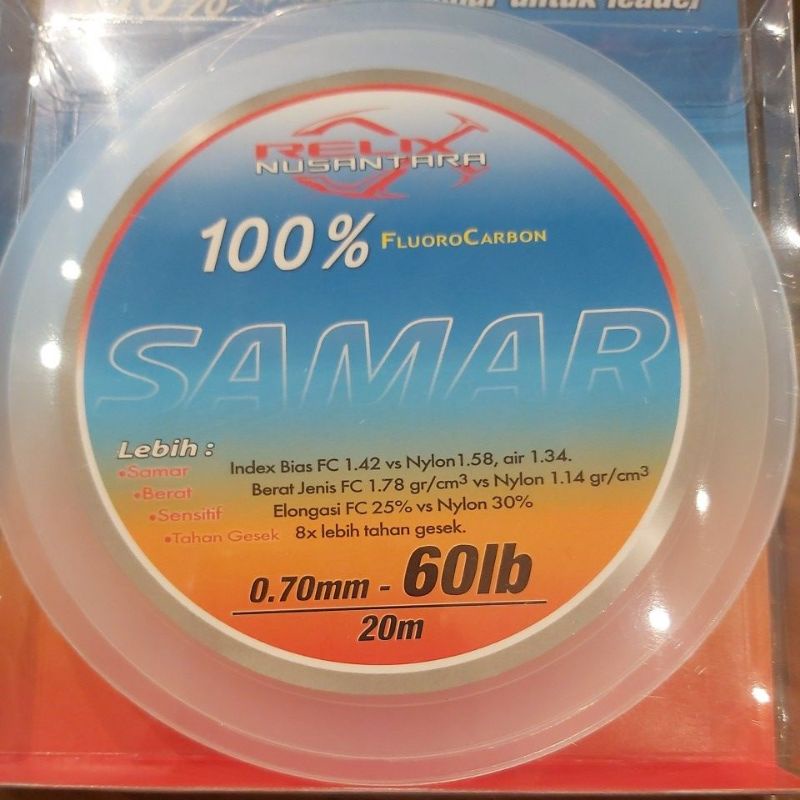 untuk leader
RELIX
NUSANTARA
100% FLUOROCARBON
SAMAR
Lebih :
•Samar Index Bias FC 1.42 vs Nylon1.58, air 1.34.
•Berat Berat Jenis FC 1.78 gr/cm³ vs Nylon 1.14 gr/cm³
•Sensitif Elongasi FC 25% vs Nylon 30%
•Tahan Gesek 8x lebih tahan gesek.
0.70mm - 60lb
20m